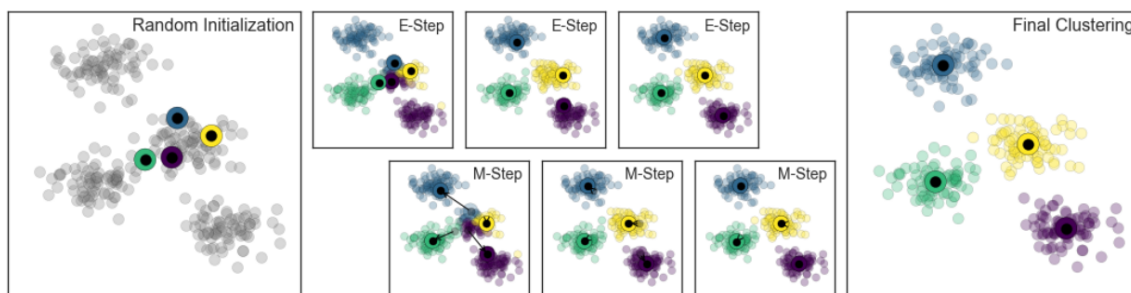 Random Initialization
E-Step
E-Step
E-Step
M-Step
M-Step
M-Step
Final Clustering